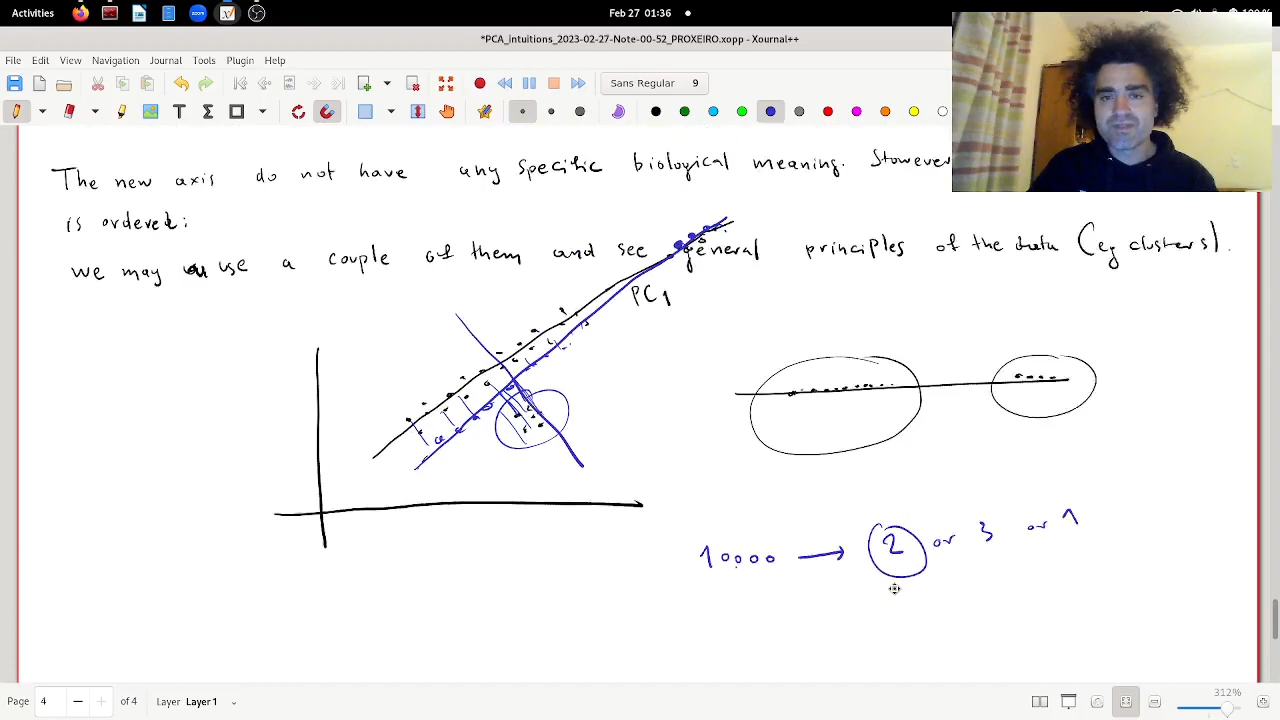 Activities
Feb 27 01:36
100%
*PCA_intuitions_2023-02-27-Note-00-52_PROXEIRO.xopp - Xournal++
File Edit View Navigation Journal Tools Plugin Help
Sans Regular 9
The new axis do not have any specific biological meaning. However
is ordered:
we may use a couple of them and see general principles of the data (eg clusters).
PC1
10000 → 2 or 3 or 1
Page 4 of 4 Layer Layer1
312%